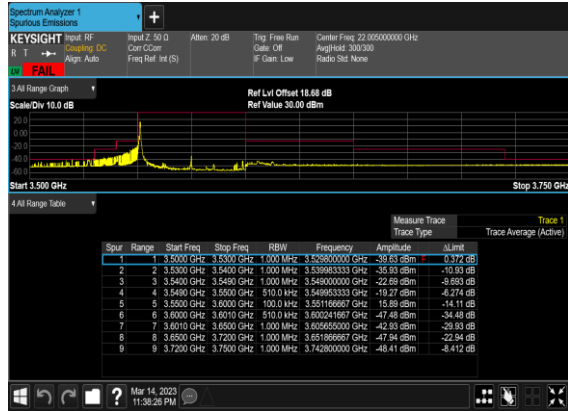 Spectrum Analyzer 1
Spurious Emissions
KEYSIGHT Input: RF Input Z: 50 Ω Atten: 20 dB Trig: Free Run Center Freq: 22.005000000 GHz
R T Coupling: DC Corr CCorr Gate: Off Avg|Hold: 300/300
Align: Auto Freq Ref: Int (S) IF Gain: Low Radio Std: None
LV FAIL
3 All Range Graph Ref Lvl Offset 18.68 dB
Scale/Div 10.0 dB Ref Value 30.00 dBm
20.0
0.00
-20.0
-40.0
-60.0
Start 3.500 GHz Stop 3.750 GHz
4 All Range Table
Measure Trace Trace 1
Trace Type Trace Average (Active)
Spur Range Start Freq Stop Freq RBW Frequency Amplitude ΔLimit
1 1 3.5000 GHz 3.5300 GHz 1.000 MHz 3.529800000 GHz -39.63 dBm F 0.372 dB
2 2 3.5300 GHz 3.5400 GHz 1.000 MHz 3.539983333 GHz -35.93 dBm -10.93 dB
3 3 3.5400 GHz 3.5490 GHz 1.000 MHz 3.549000000 GHz -22.69 dBm -9.693 dB
4 4 3.5490 GHz 3.5500 GHz 510.0 kHz 3.549953333 GHz -19.27 dBm -6.274 dB
5 5 3.5500 GHz 3.6000 GHz 100.0 kHz 3.551166667 GHz 15.89 dBm -14.11 dB
6 6 3.6000 GHz 3.6010 GHz 510.0 kHz 3.600241667 GHz -47.48 dBm -34.48 dB
7 7 3.6010 GHz 3.6500 GHz 1.000 MHz 3.605655000 GHz -42.93 dBm -29.93 dB
8 8 3.6500 GHz 3.7200 GHz 1.000 MHz 3.651866667 GHz -47.94 dBm -22.94 dB
9 9 3.7200 GHz 3.7500 GHz 1.000 MHz 3.742800000 GHz -48.41 dBm -8.412 dB
? Mar 14, 2023
11:38:26 PM